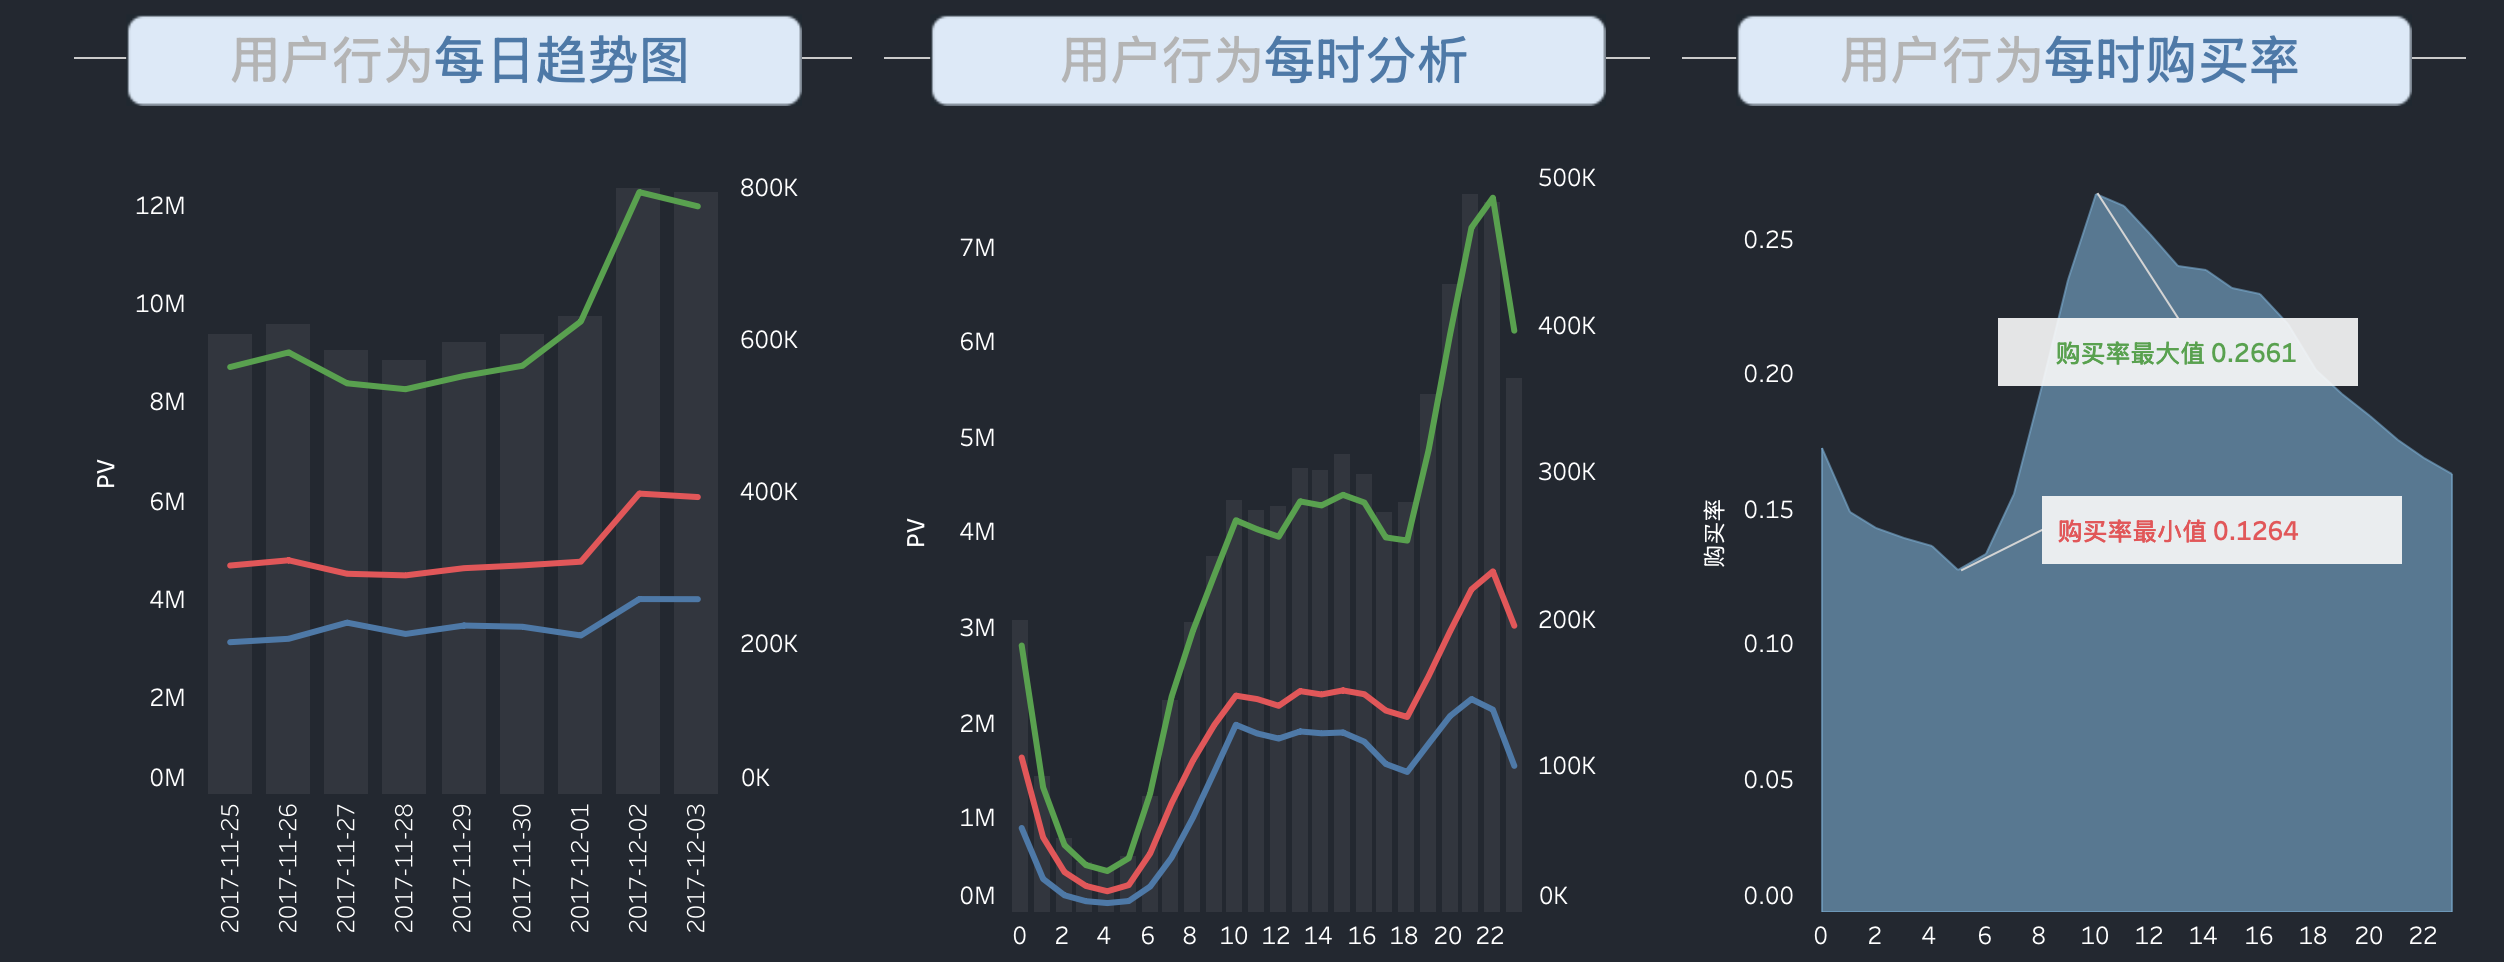 用户行为每日趋势图
12M
10M
8M
6M
4M
2M
0M
PV
800K
600K
400K
200K
0K
2017-11-25
2017-11-26
2017-11-27
2017-11-28
2017-11-29
2017-11-30
2017-12-01
2017-12-02
2017-12-03
用户行为每时分析
7M
6M
5M
4M
3M
2M
1M
0M
PV
500K
400K
300K
200K
100K
0K
0 2 4 6 8 10 12 14 16 18 20 22
用户行为每时购买率
0.25
0.20
0.15
0.10
0.05
0.00
购买率
购买率最大值 0.2661
购买率最小值 0.1264
0 2 4 6 8 10 12 14 16 18 20 22